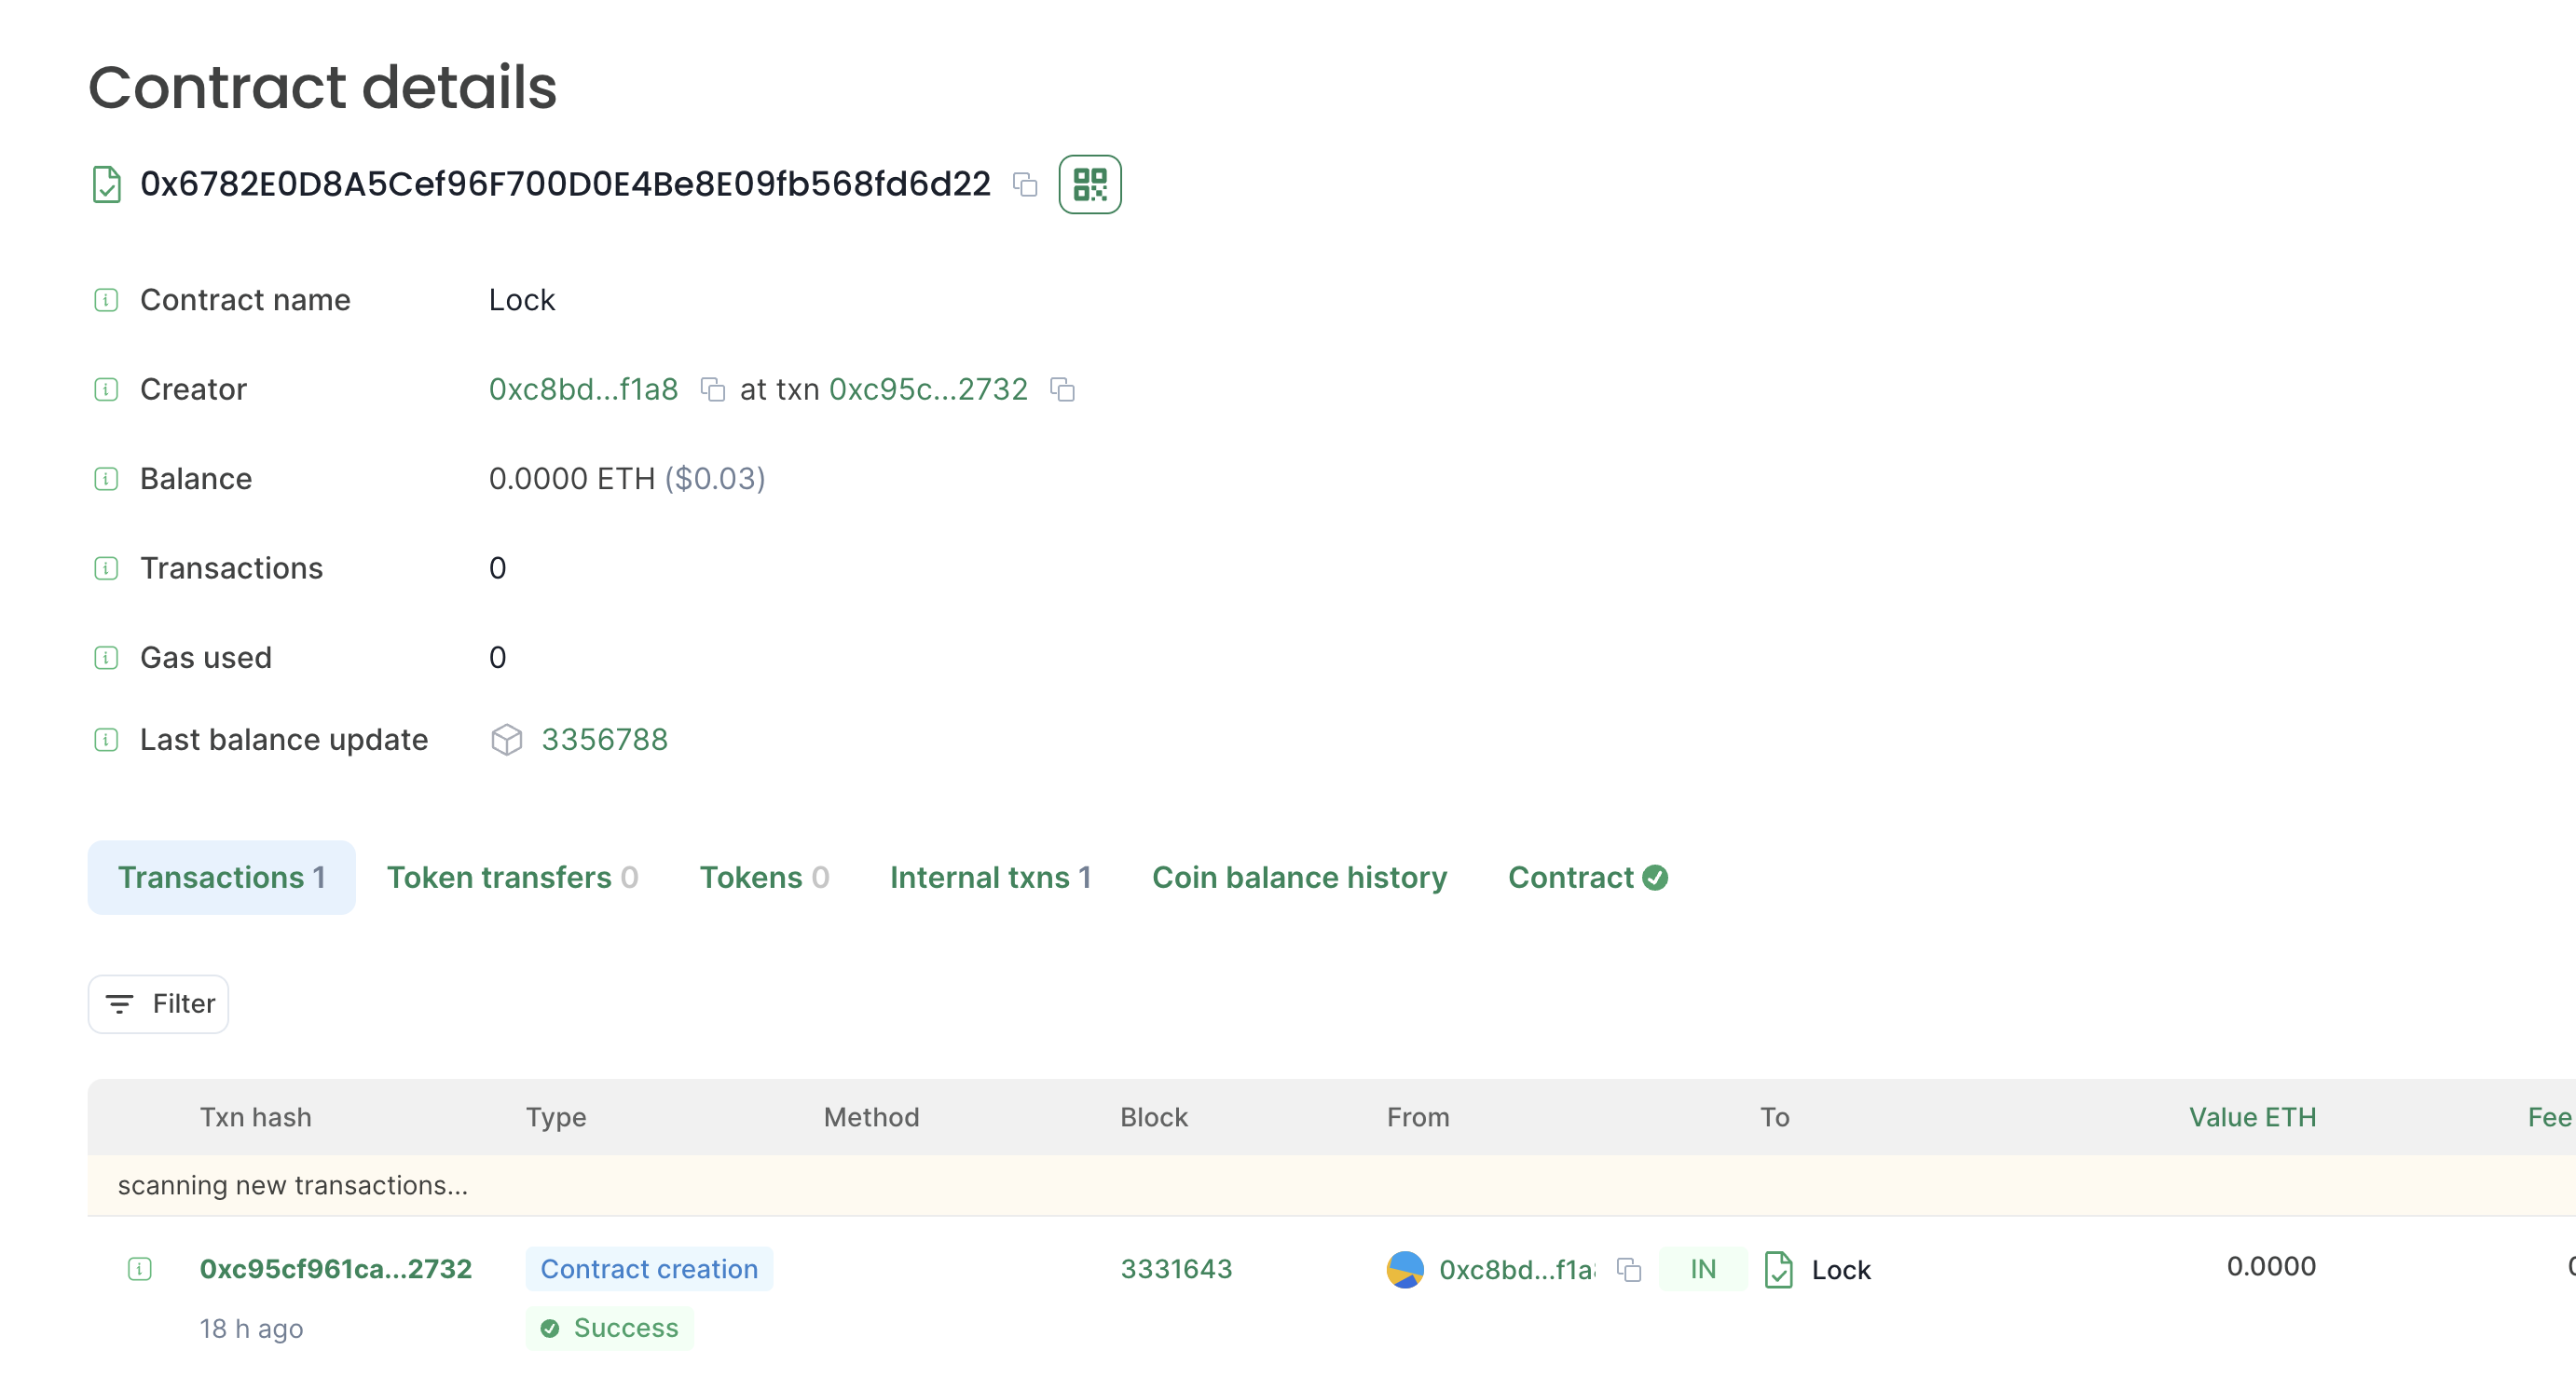 Contract details
0x6782E0D8A5Cef96F700D0E4Be8E09fb568fd6d22
Contract name Lock
Creator 0xc8bd...f1a8 at txn 0xc95c...2732
Balance 0.0000 ETH ($0.03)
Transactions 0
Gas used 0
Last balance update 3356788
Transactions 1 Token transfers 0 Tokens 0 Internal txns 1 Coin balance history Contract
Filter
Txn hash Type Method Block From To Value ETH Fee
scanning new transactions...
0xc95cf961ca...2732 Contract creation 3331643 0xc8bd...f1a IN Lock 0.0000
18 h ago Success